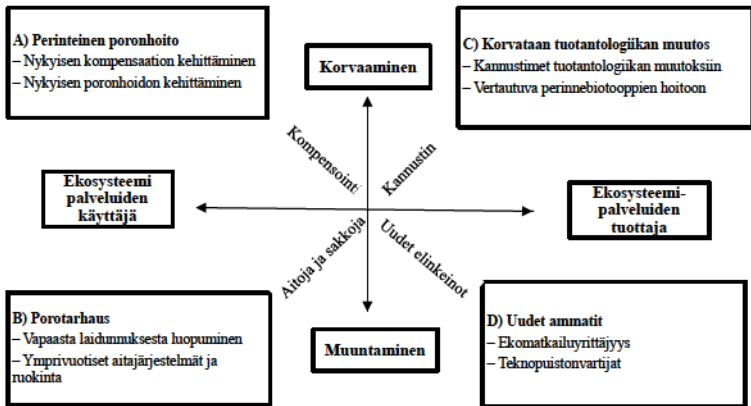 A) Perinteinen poronhoito
– Nykyisen kompensaation kehittäminen
– Nykyisen poronhoidon kehittäminen
Korvaaminen
C) Korvataan tuotantologiikan muutos
– Kannustimet tuotantologiikan muutoksiin
– Vertautuva perinnebiotooppien hoitoon
Kompensointi
Kannustin
Ekosysteemi
palveluiden
käyttäjä
Ekosysteemi-
palveluiden
tuottaja
Aitoja ja sakkoja
Uudet elinkeinot
B) Porotarhaus
– Vapaasta laidunnuksesta luopuminen
– Ymprivuotiset aitajärjestelmät ja
ruokinta
Muuntaminen
D) Uudet ammatit
– Ekomatkailuyrittäjyys
– Teknopuistonvartijat